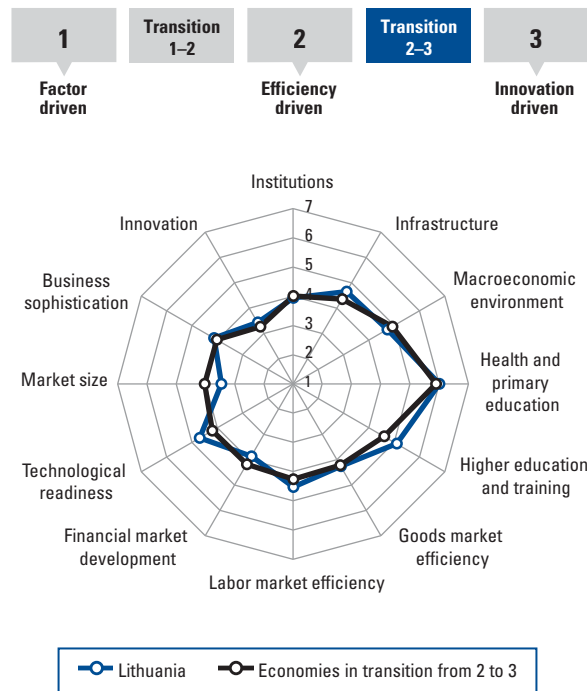 1
Transition
1–2
2
Transition
2–3
3
Factor
driven
Efficiency
driven
Innovation
driven
Institutions
Innovation
Infrastructure
Business
sophistication
Macroeconomic
environment
Market size
Health and
primary
education
Technological
readiness
Higher education
and training
Financial market
development
Goods market
efficiency
Labor market efficiency
7
6
5
4
3
2
1
Lithuania
Economies in transition from 2 to 3